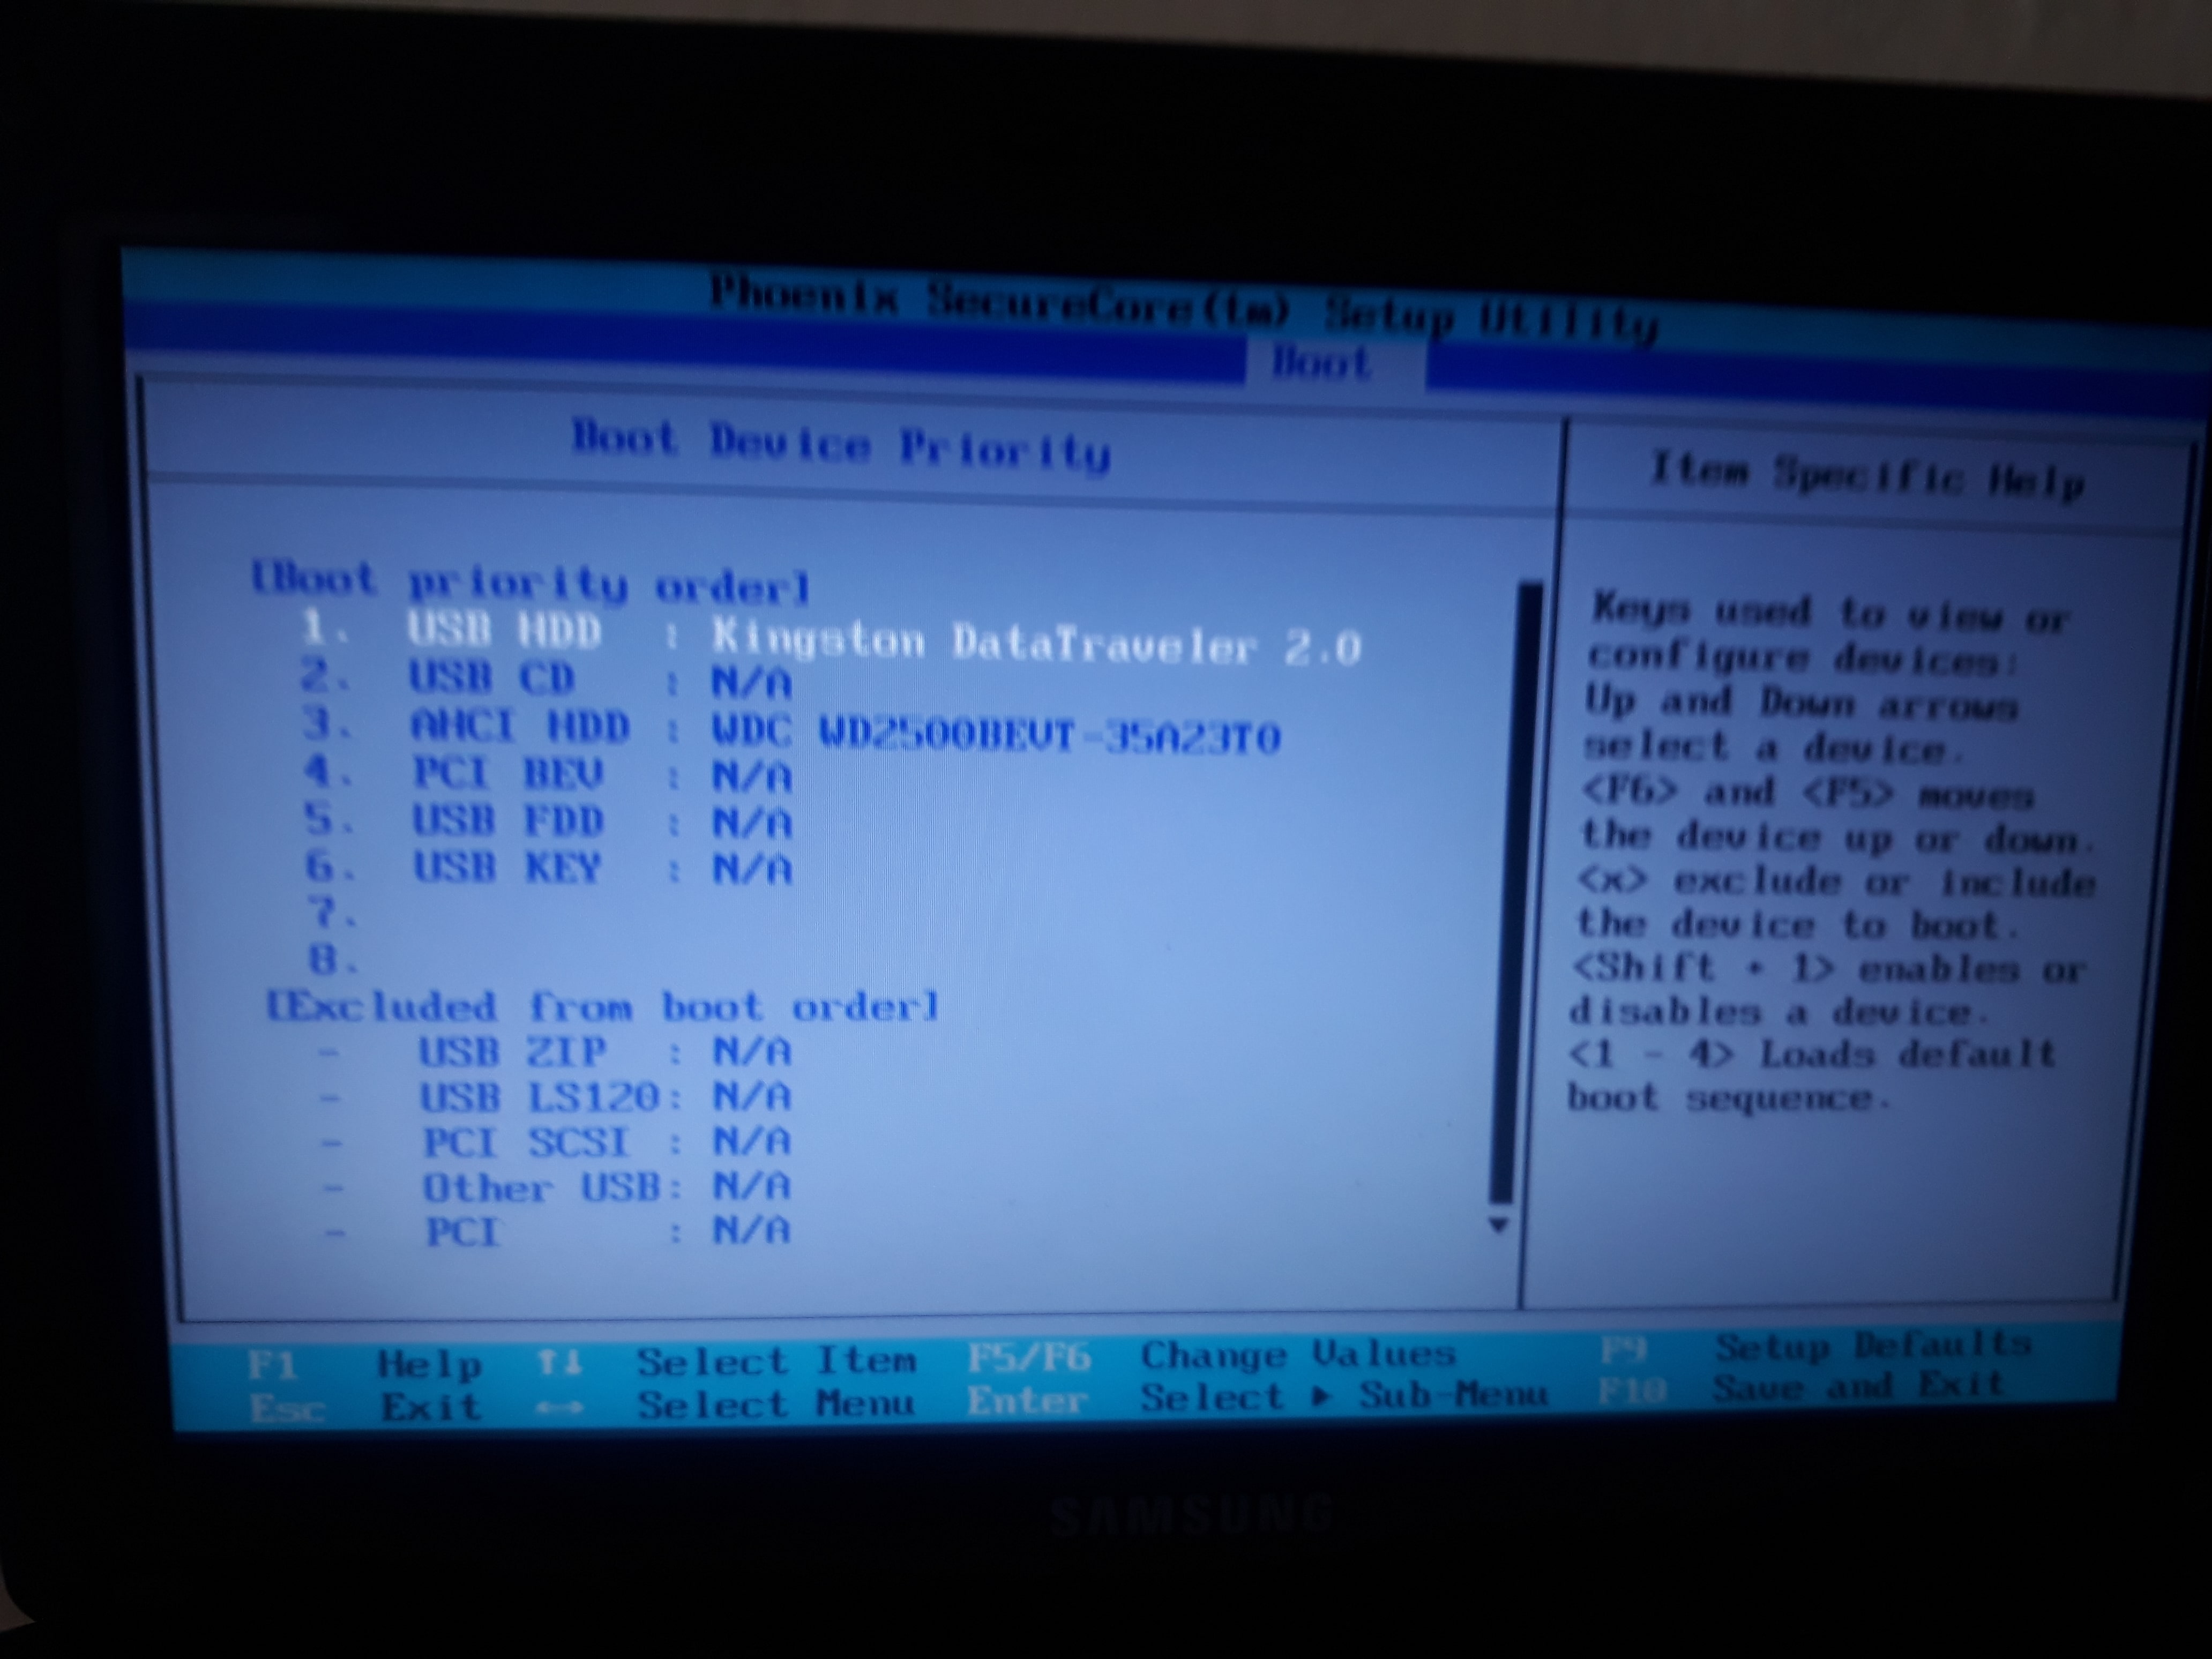 Phoenix SecureCore(tm) Setup Utility
Boot
Boot Device Priority
Item Specific Help
[Boot priority order]
1. USB HDD : Kingston DataTraveler 2.0
2. USB CD : N/A
3. AHCI HDD : WDC WD2500BEVT-35A23T0
4. PCI BEV : N/A
5. USB FDD : N/A
6. USB KEY : N/A
7.
8.
[Excluded from boot order]
- USB ZIP : N/A
- USB LS120: N/A
- PCI SCSI : N/A
- Other USB: N/A
- PCI : N/A
Keys used to view or
configure devices:
Up and Down arrows
select a device.
<F6> and <F5> moves
the device up or down.
<x> exclude or include
the device to boot.
<Shift + 1> enables or
disables a device.
<1 - 4> Loads default
boot sequence.
F1 Help ↑↓ Select Item F5/F6 Change Values F9 Setup Defaults
Esc Exit ↔ Select Menu Enter Select ▶ Sub-Menu F10 Save and Exit
SAMSUNG